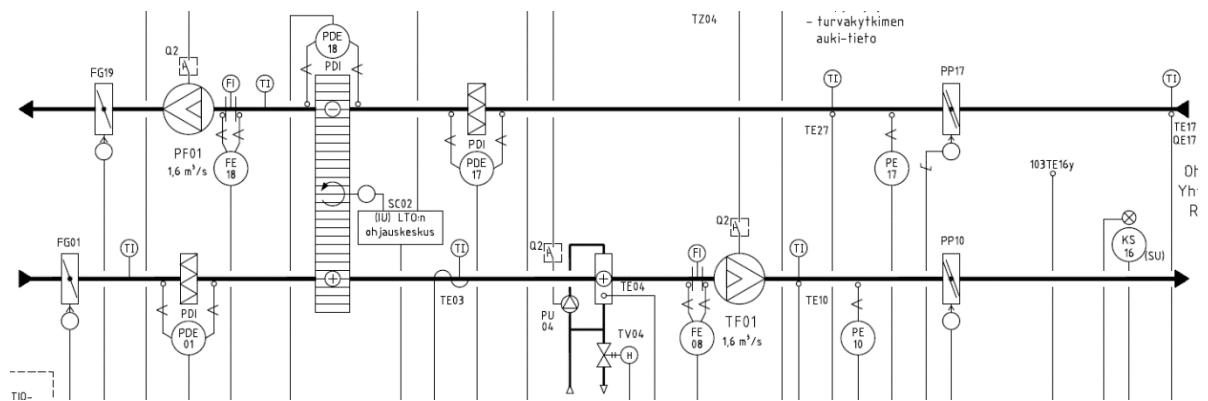 TZ04
- turvakytkimen
auki-tieto
Q2
PDE
18
PDI
FG19
FI
TI
TI
PP17
TI
PF01
1,6 m³/s
FE
18
PDI
PDE
17
TE27
PE
17
TE17
QE17
103TE16y
SC02
(IU) LTO:n
ohjauskeskus
Q2
Q2
KS
16
(SU)
FG01
TI
TI
FI
TI
PP10
TE03
TE04
TE10
PDI
PDE
01
PU
04
TV04
H
FE
08
TF01
1,6 m³/s
PE
10
Yh
R
TIO-